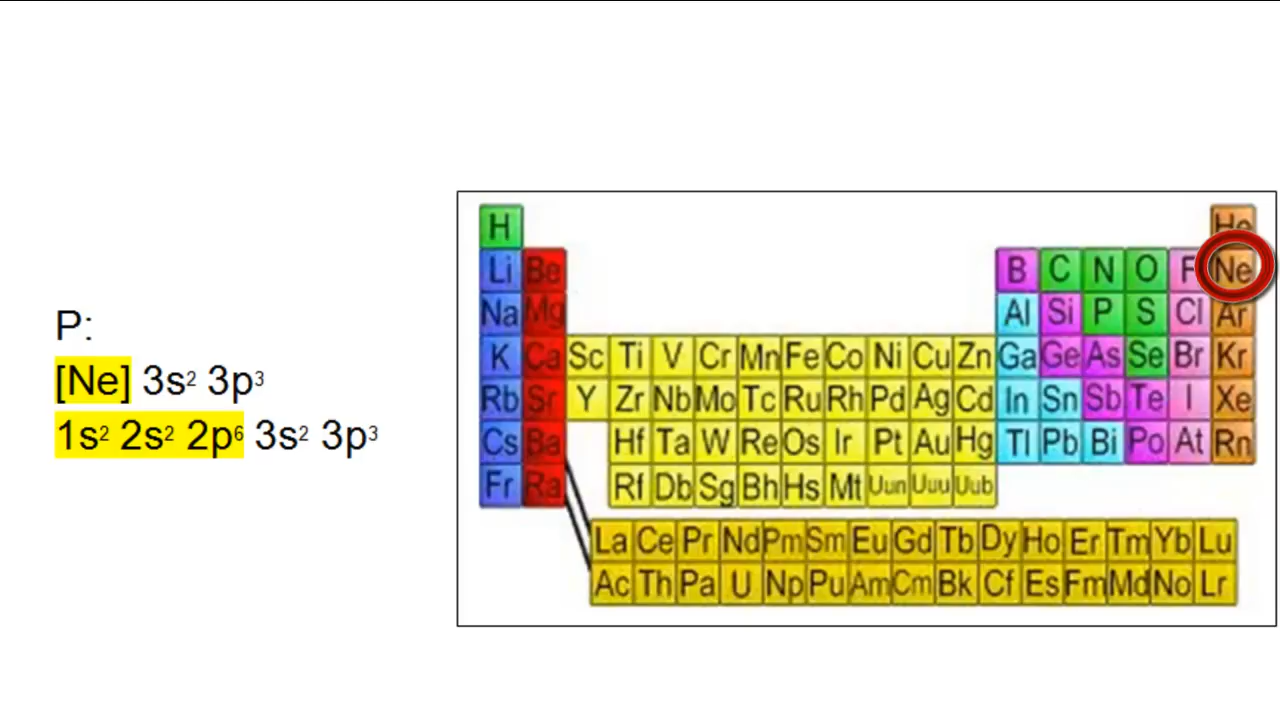 P:
[Ne] 3s² 3p³
1s² 2s² 2p⁶ 3s² 3p³
H He
Li Be B C N O F Ne
Na Mg Al Si P S Cl Ar
K Ca Sc Ti V Cr Mn Fe Co Ni Cu Zn Ga Ge As Se Br Kr
Rb Sr Y Zr Nb Mo Tc Ru Rh Pd Ag Cd In Sn Sb Te I Xe
Cs Ba Hf Ta W Re Os Ir Pt Au Hg Tl Pb Bi Po At Rn
Fr Ra Rf Db Sg Bh Hs Mt Uun Uuu Uub
La Ce Pr Nd Pm Sm Eu Gd Tb Dy Ho Er Tm Yb Lu
Ac Th Pa U Np Pu Am Cm Bk Cf Es Fm Md No Lr